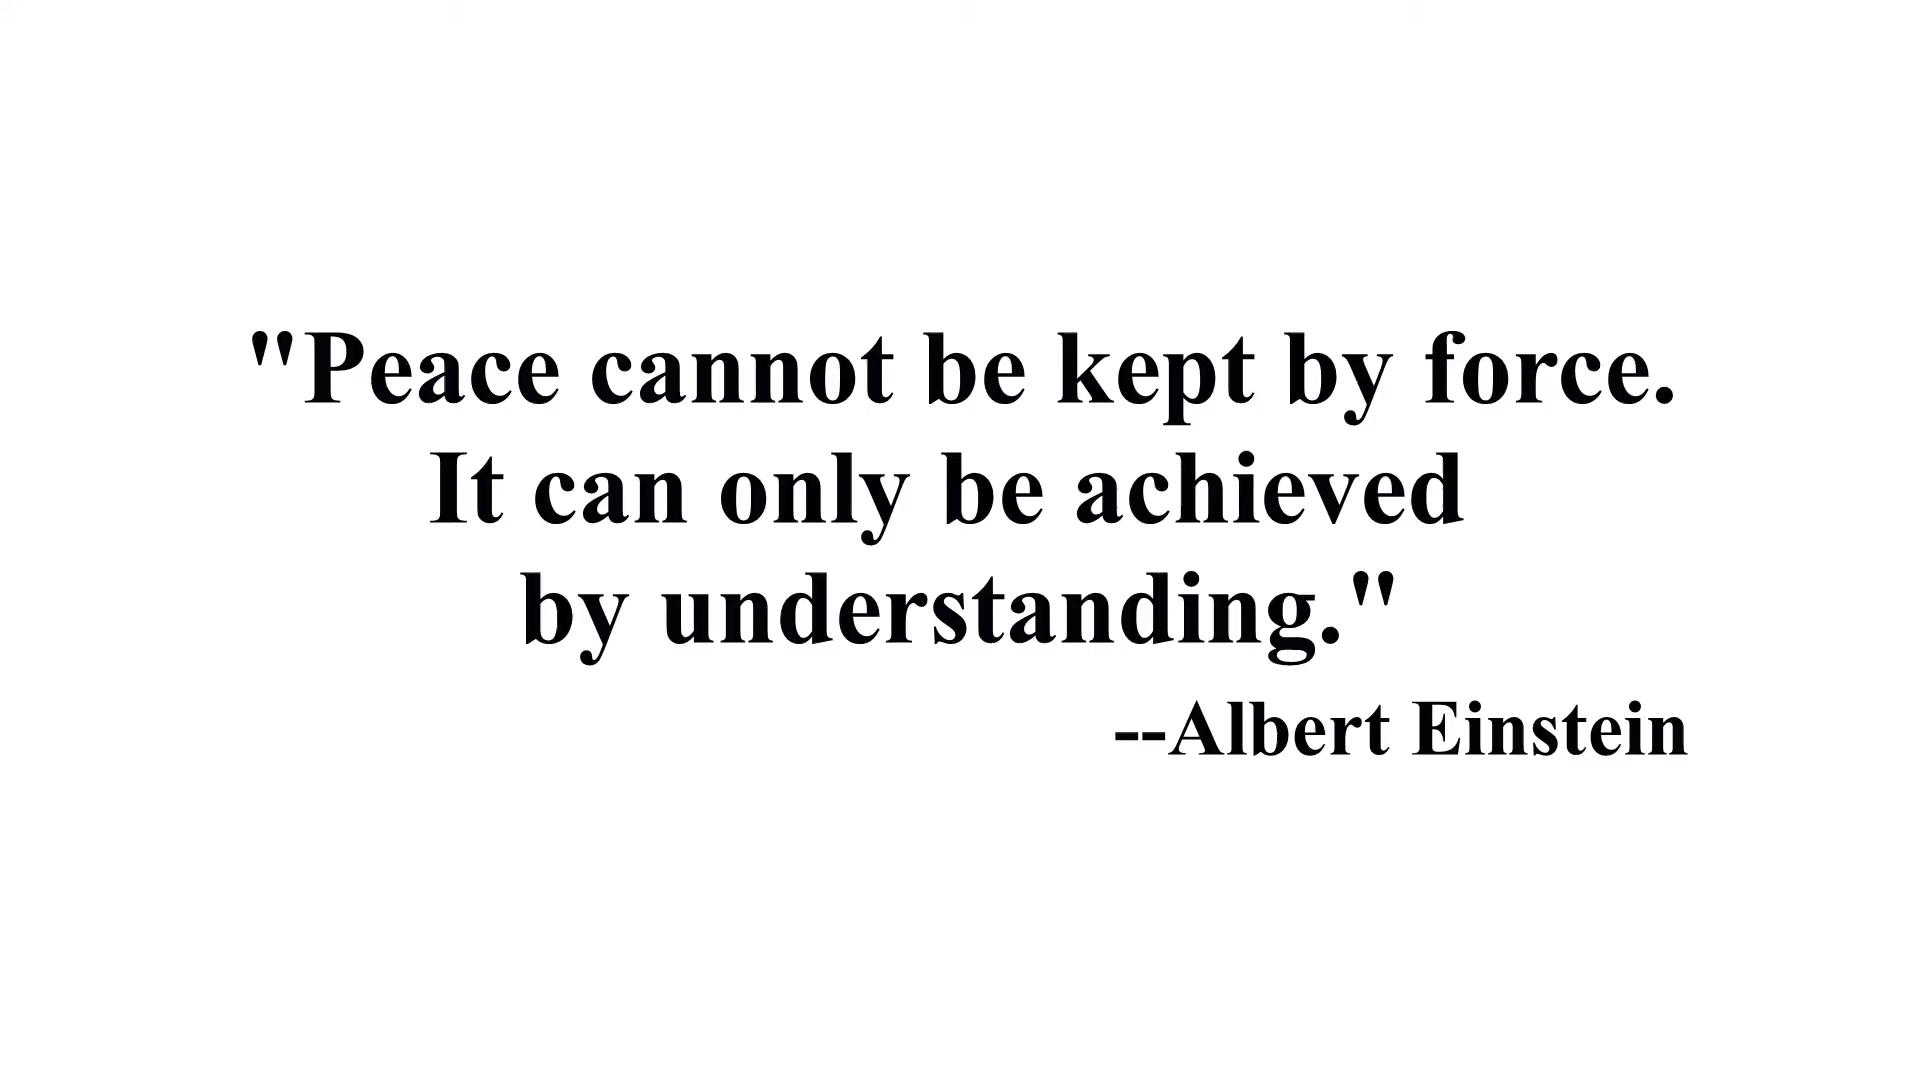 "Peace cannot be kept by force.
It can only be achieved
by understanding."
--Albert Einstein